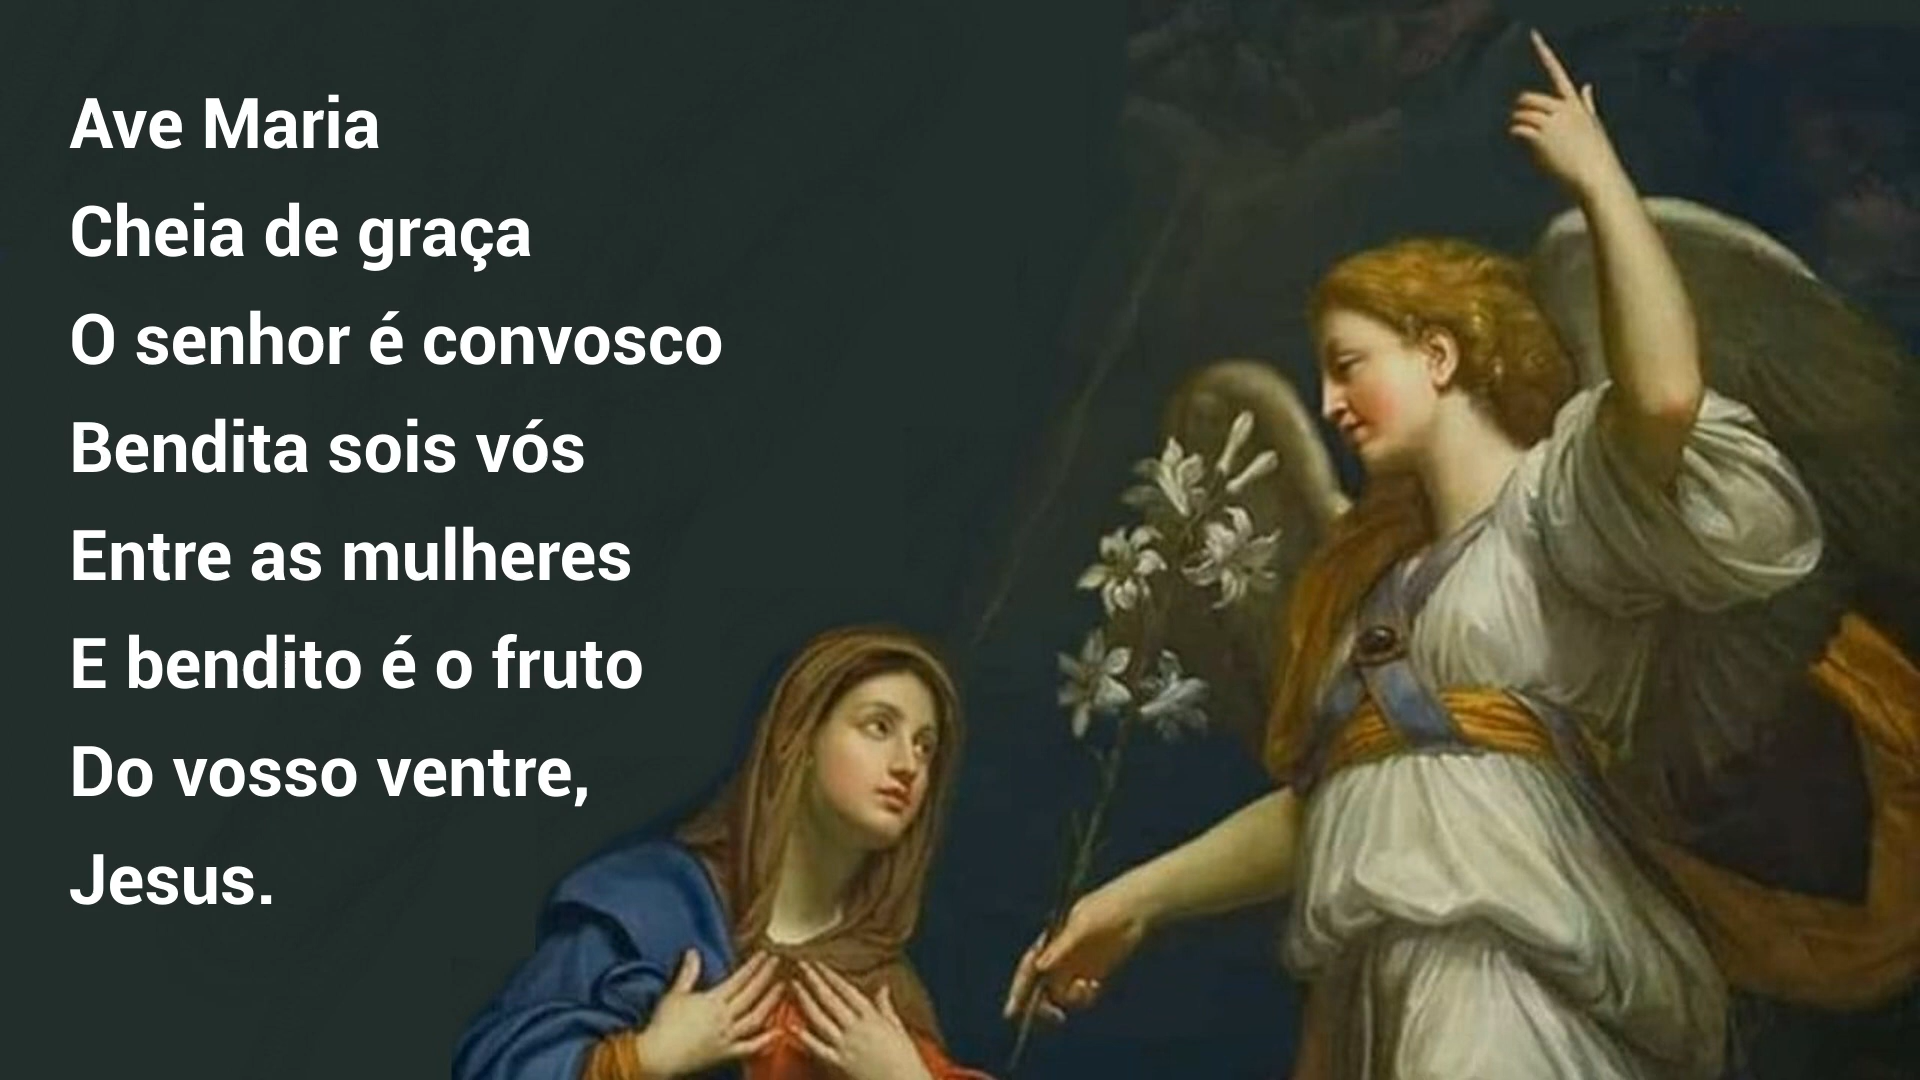 Ave Maria
Cheia de graça
O senhor é convosco
Bendita sois vós
Entre as mulheres
E bendito é o fruto
Do vosso ventre,
Jesus.